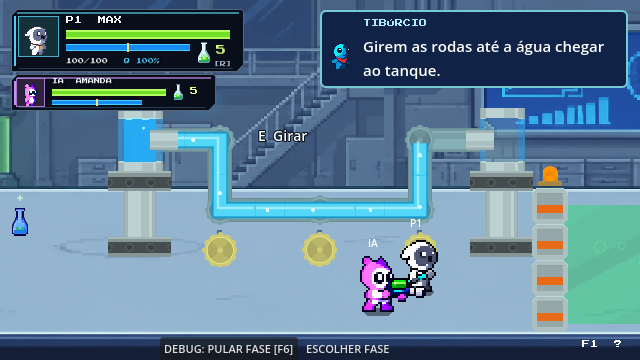 P1 MAX
5
100/100 Q 100% [R]
IA AMANDA
5
TIBÚRCIO
Girem as rodas até a água chegar
ao tanque.
E Girar
P1
IA
DEBUG: PULAR FASE [F6] ESCOLHER FASE
F1 ?